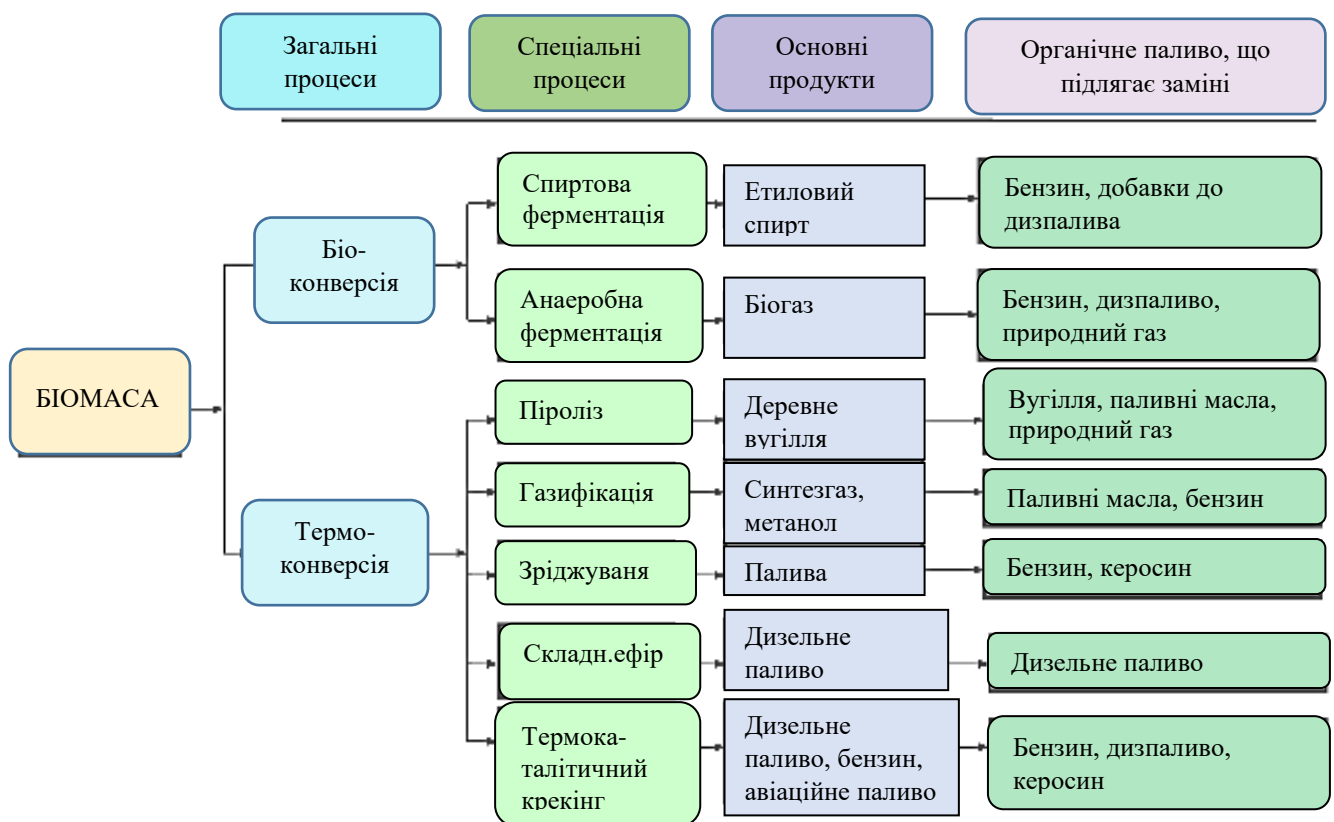 Загальні
процеси
Спеціальні
процеси
Основні
продукти
Органічне паливо, що
підлягає заміні
БІОМАСА
Біо-
конверсія
Спиртова
ферментація
Етиловий
спирт
Бензин, добавки до
дизпалива
Анаеробна
ферментація
Біогаз
Бензин, дизпаливо,
природний газ
Термо-
конверсія
Піроліз
Деревне
вугілля
Вугілля, паливні масла,
природний газ
Газифікація
Синтезгаз,
метанол
Паливні масла, бензин
Зріджуваня
Палива
Бензин, керосин
Складн.ефір
Дизельне
паливо
Дизельне паливо
Термока-
талітичний
крекінг
Дизельне
паливо, бензин,
авіаційне паливо
Бензин, дизпаливо,
керосин